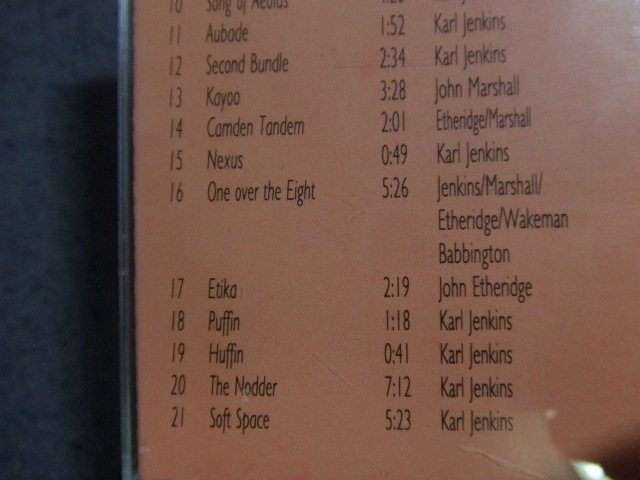 10 Song of Aeolus
11 Aubade 1:52 Karl Jenkins
12 Second Bundle 2:34 Karl Jenkins
13 Kayoo 3:28 John Marshall
14 Camden Tandem 2:01 Etheridge/Marshall
15 Nexus 0:49 Karl Jenkins
16 One over the Eight 5:26 Jenkins/Marshall/
Etheridge/Wakeman
Babbington
17 Etika 2:19 John Etheridge
18 Puffin 1:18 Karl Jenkins
19 Huffin 0:41 Karl Jenkins
20 The Nodder 7:12 Karl Jenkins
21 Soft Space 5:23 Karl Jenkins